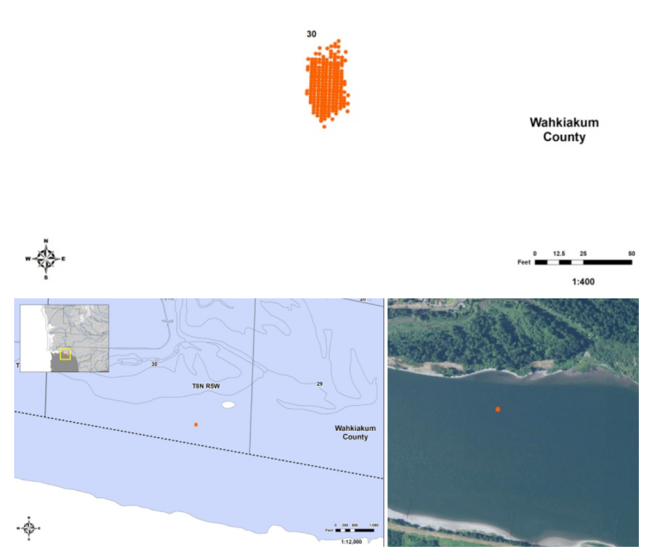 30
Wahkiakum
County
N
W E
S
0 12.5 25 50
Feet
1:400
T
30
T8N R5W
29
Wahkiakum
County
Feet
1:12,000